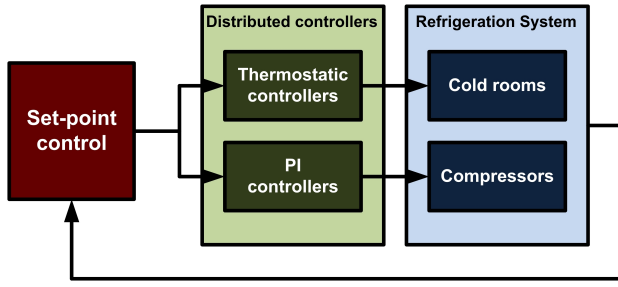 Distributed controllers
Refrigeration System
Set-point
control
Thermostatic
controllers
Cold rooms
PI
controllers
Compressors